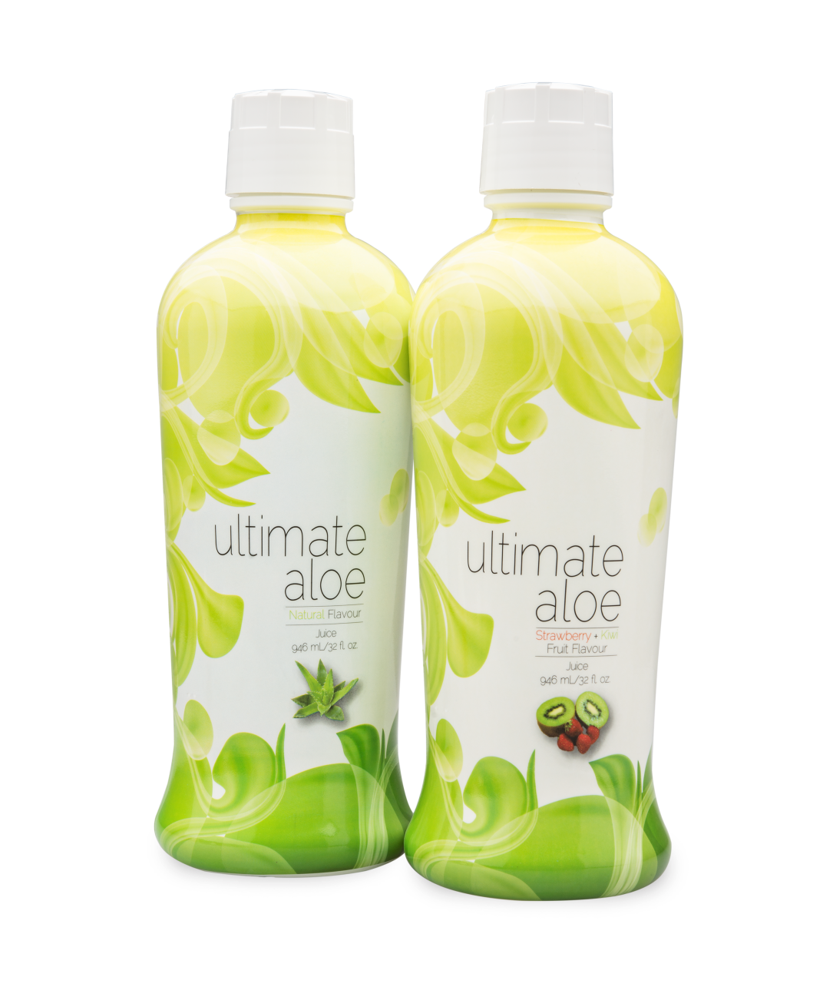 ultimate
aloe
Natural Flavour
Juice
946 mL/32 fl. oz.
ultimate
aloe
Strawberry + Kiwi
Fruit Flavour
Juice
946 mL/32 fl. oz.